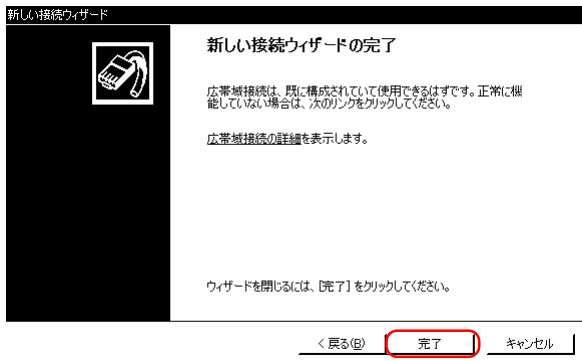 新しい接続ウィザード
新しい接続ウィザードの完了
広帯域接続は、既に構成されていて使用できるはずです。正常に機
能していない場合は、次のリンクをクリックしてください。
広帯域接続の詳細を表示します。
ウィザードを閉じるには、[完了] をクリックしてください。
< 戻る(B)
完了
キャンセル